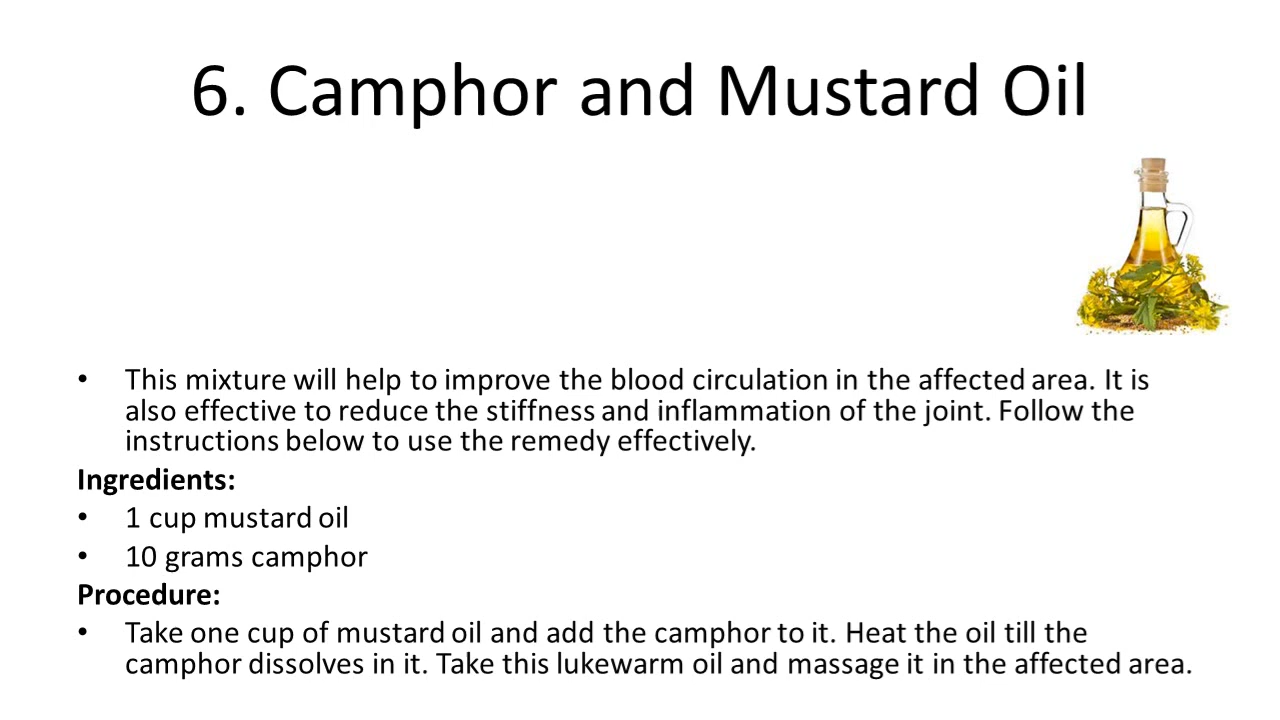 6. Camphor and Mustard Oil
• This mixture will help to improve the blood circulation in the affected area. It is
also effective to reduce the stiffness and inflammation of the joint. Follow the
instructions below to use the remedy effectively.
Ingredients:
• 1 cup mustard oil
• 10 grams camphor
Procedure:
• Take one cup of mustard oil and add the camphor to it. Heat the oil till the
camphor dissolves in it. Take this lukewarm oil and massage it in the affected area.